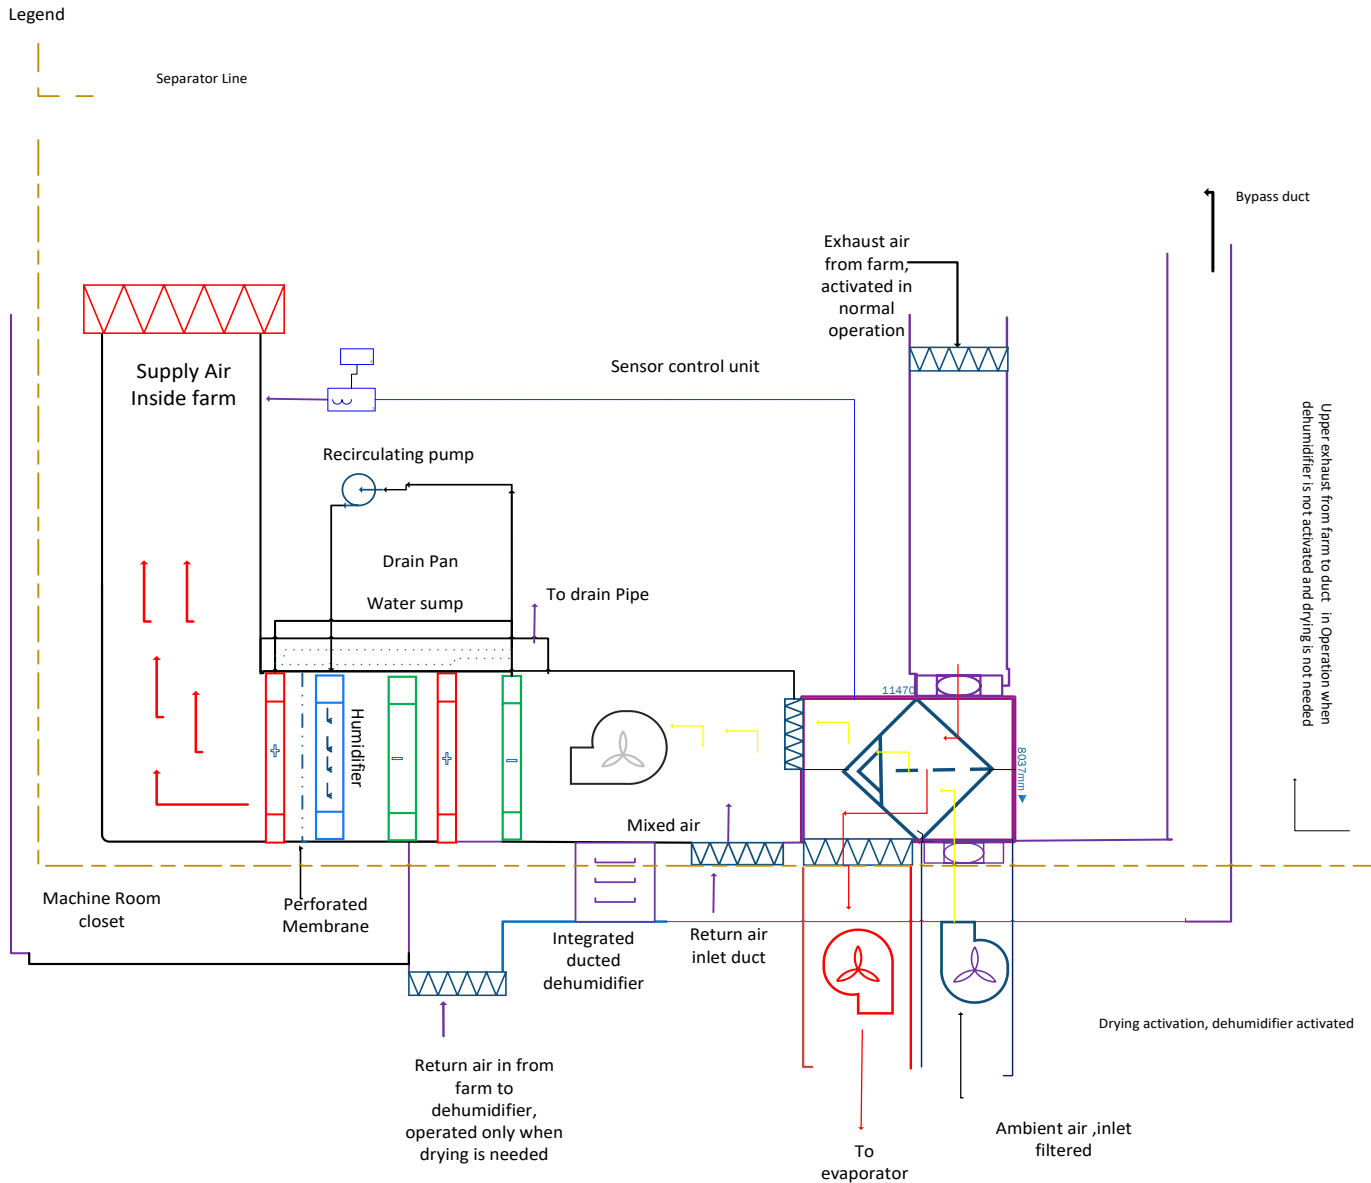 Legend
Separator Line
Bypass duct
Exhaust air
from farm,
activated in
normal
operation
Supply Air
Inside farm
Sensor control unit
Recirculating pump
Drain Pan
Water sump
To drain Pipe
Upper exhaust from farm to duct  in Operation when
dehumidifier is not activated and drying is not needed
11470
8037mm
Humidifier
+
−
+
−
Mixed air
Machine Room
closet
Perforated
Membrane
Integrated
ducted
dehumidifier
Return air
inlet duct
Drying activation, dehumidifier activated
Return air in from
farm to
dehumidifier,
operated only when
drying is needed
To
evaporator
Ambient air ,inlet
filtered